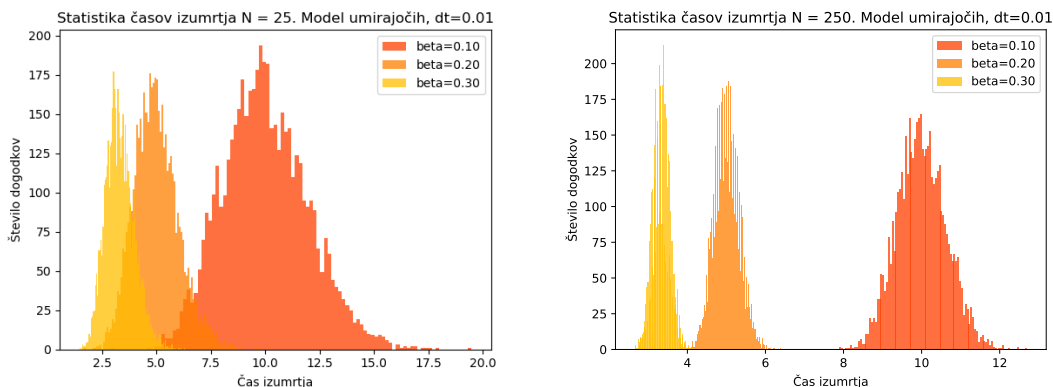 Statistika časov izumrtja N = 25. Model umirajočih, dt=0.01
Število dogodkov
200
175
150
125
100
75
50
25
0
beta=0.10
beta=0.20
beta=0.30
2.5 5.0 7.5 10.0 12.5 15.0 17.5 20.0
Čas izumrtja
Statistika časov izumrtja N = 250. Model umirajočih, dt=0.01
Število dogodkov
200
175
150
125
100
75
50
25
0
beta=0.10
beta=0.20
beta=0.30
4 6 8 10 12
Čas izumrtja